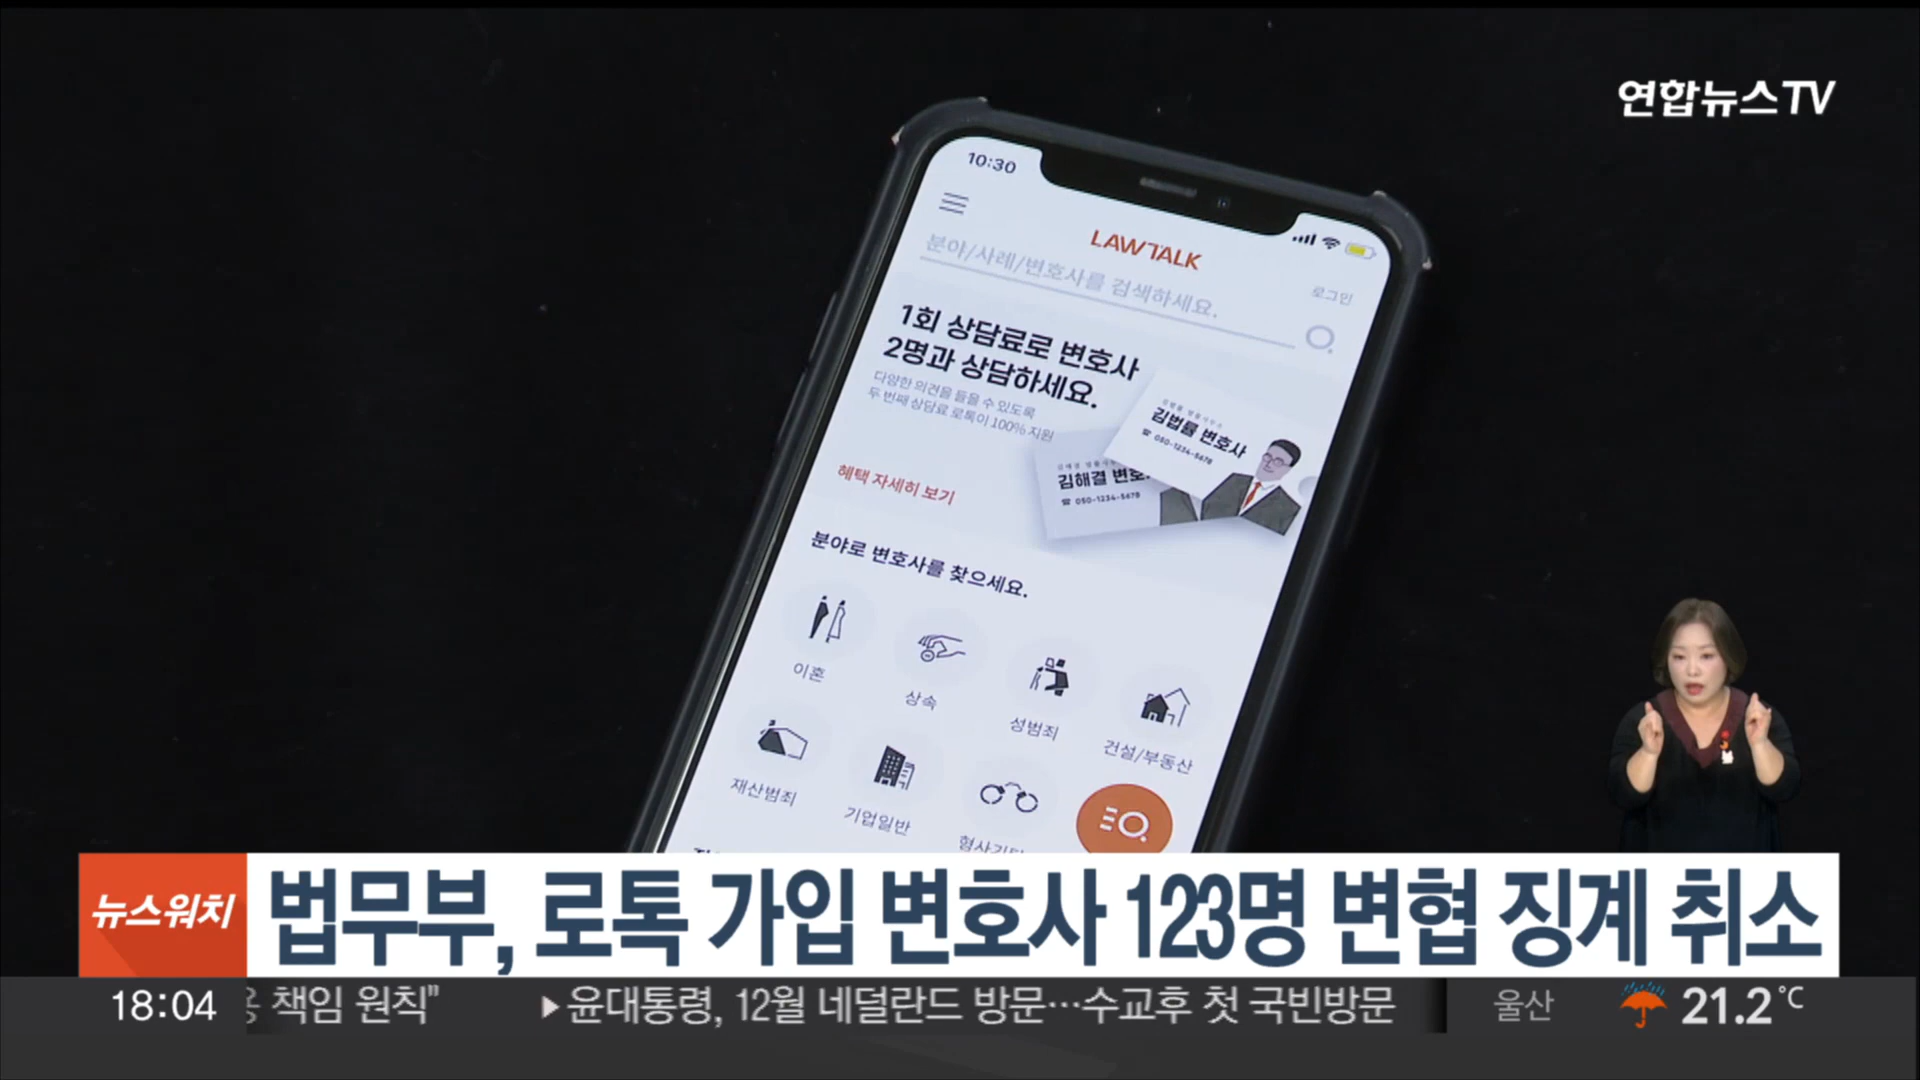 연합뉴스TV
10:30
LAWTALK
분야/사례/변호사를 검색하세요.
로그인
1회 상담료로 변호사
2명과 상담하세요.
다양한 의견을 들을 수 있도록
두 번째 상담료 로톡이 100% 지원
김법률 변호사
050-1234-5678
김해결 변호
050-1234-5678
혜택 자세히 보기
분야로 변호사를 찾으세요.
이혼
상속
성범죄
건설/부동산
재산범죄
기업일반
뉴스워치
법무부, 로톡 가입 변호사 123명 변협 징계 취소
18:04
책임 원칙"
▶윤대통령, 12월 네덜란드 방문…수교후 첫 국빈방문
울산
21.2℃